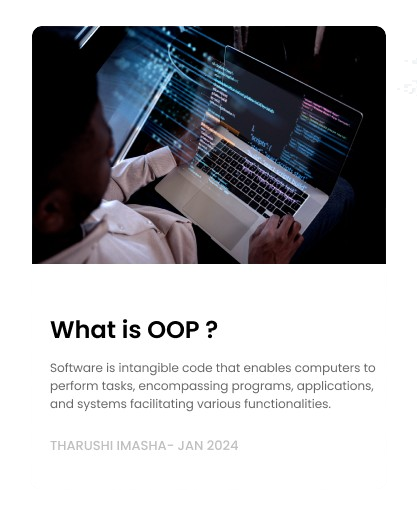 What is OOP ?
Software is intangible code that enables computers to
perform tasks, encompassing programs, applications,
and systems facilitating various functionalities.
THARUSHI IMASHA- JAN 2024